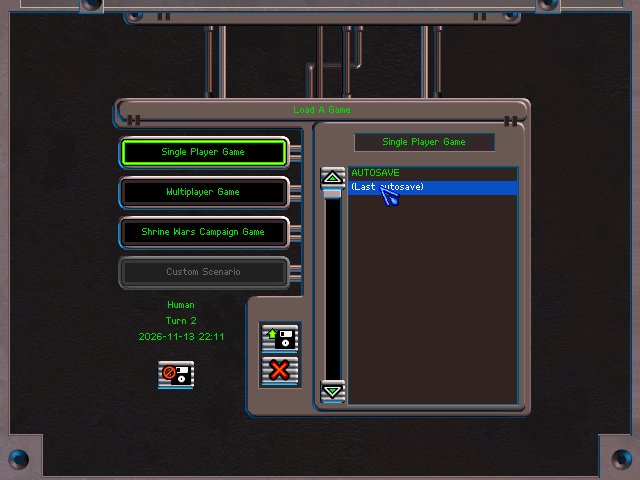 Load A Game
Single Player Game
Multiplayer Game
Shrine Wars Campaign Game
Custom Scenario
Human
Turn 2
2026-11-13 22:11
Single Player Game
AUTOSAVE
(Last autosave)